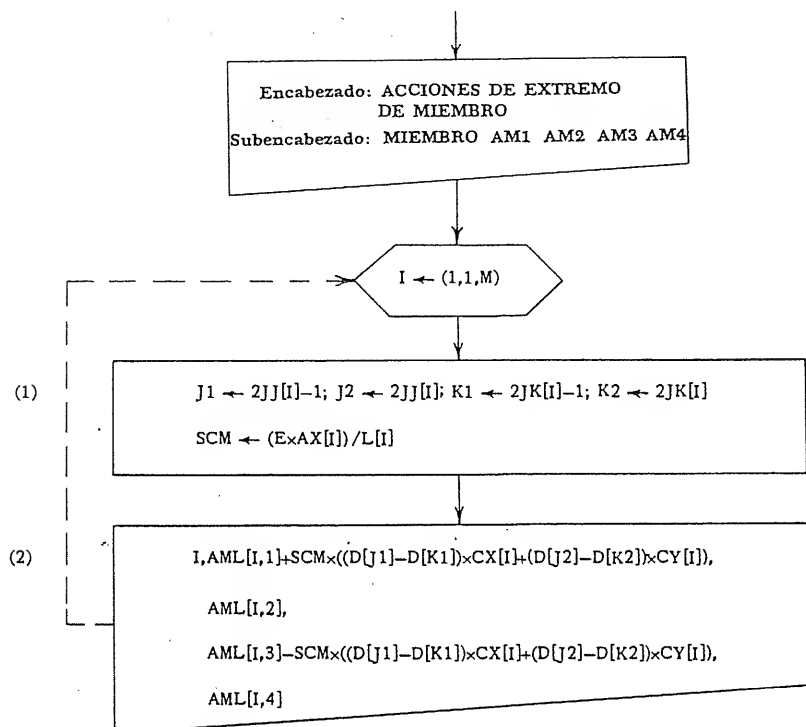 Encabezado: ACCIONES DE EXTREMO
DE MIEMBRO
Subencabezado: MIEMBRO AM1 AM2 AM3 AM4
I ← (1,1,M)
(1)
J1 ← 2JJ[I]–1; J2 ← 2JJ[I]; K1 ← 2JK[I]–1; K2 ← 2JK[I]
SCM ← (E×AX[I])/L[I]
(2)
I,AML[I,1]+SCM×((D[J1]–D[K1])×CX[I]+(D[J2]–D[K2])×CY[I]),
AML[I,2],
AML[I,3]–SCM×((D[J1]–D[K1])×CX[I]+(D[J2]–D[K2])×CY[I]),
AML[I,4]